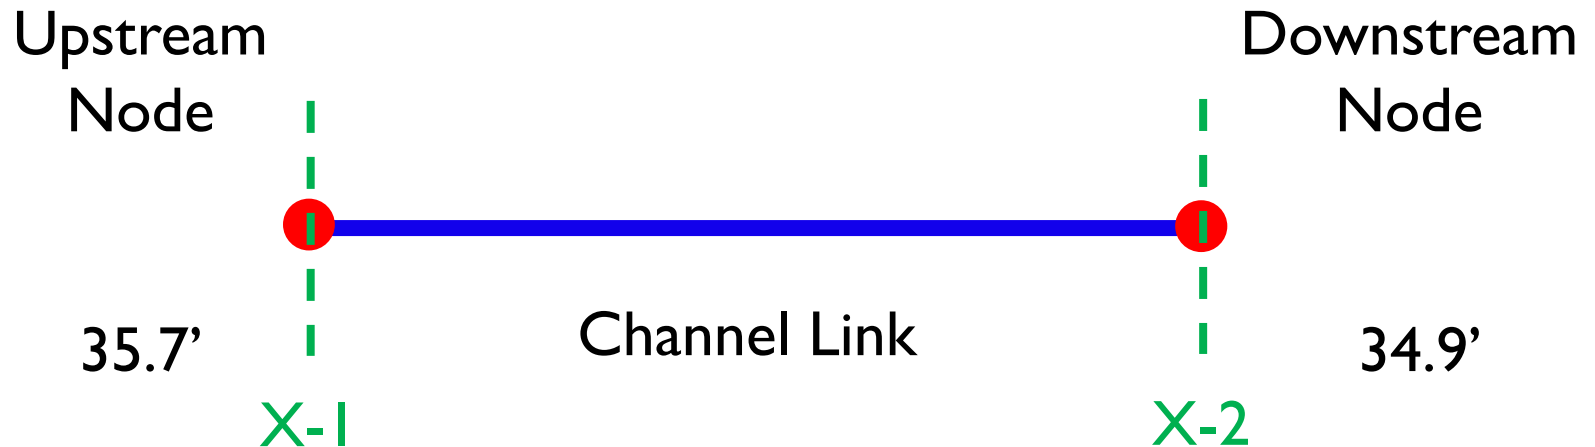 Upstream
Node
Downstream
Node
35.7’
Channel Link
34.9’
X-1
X-2